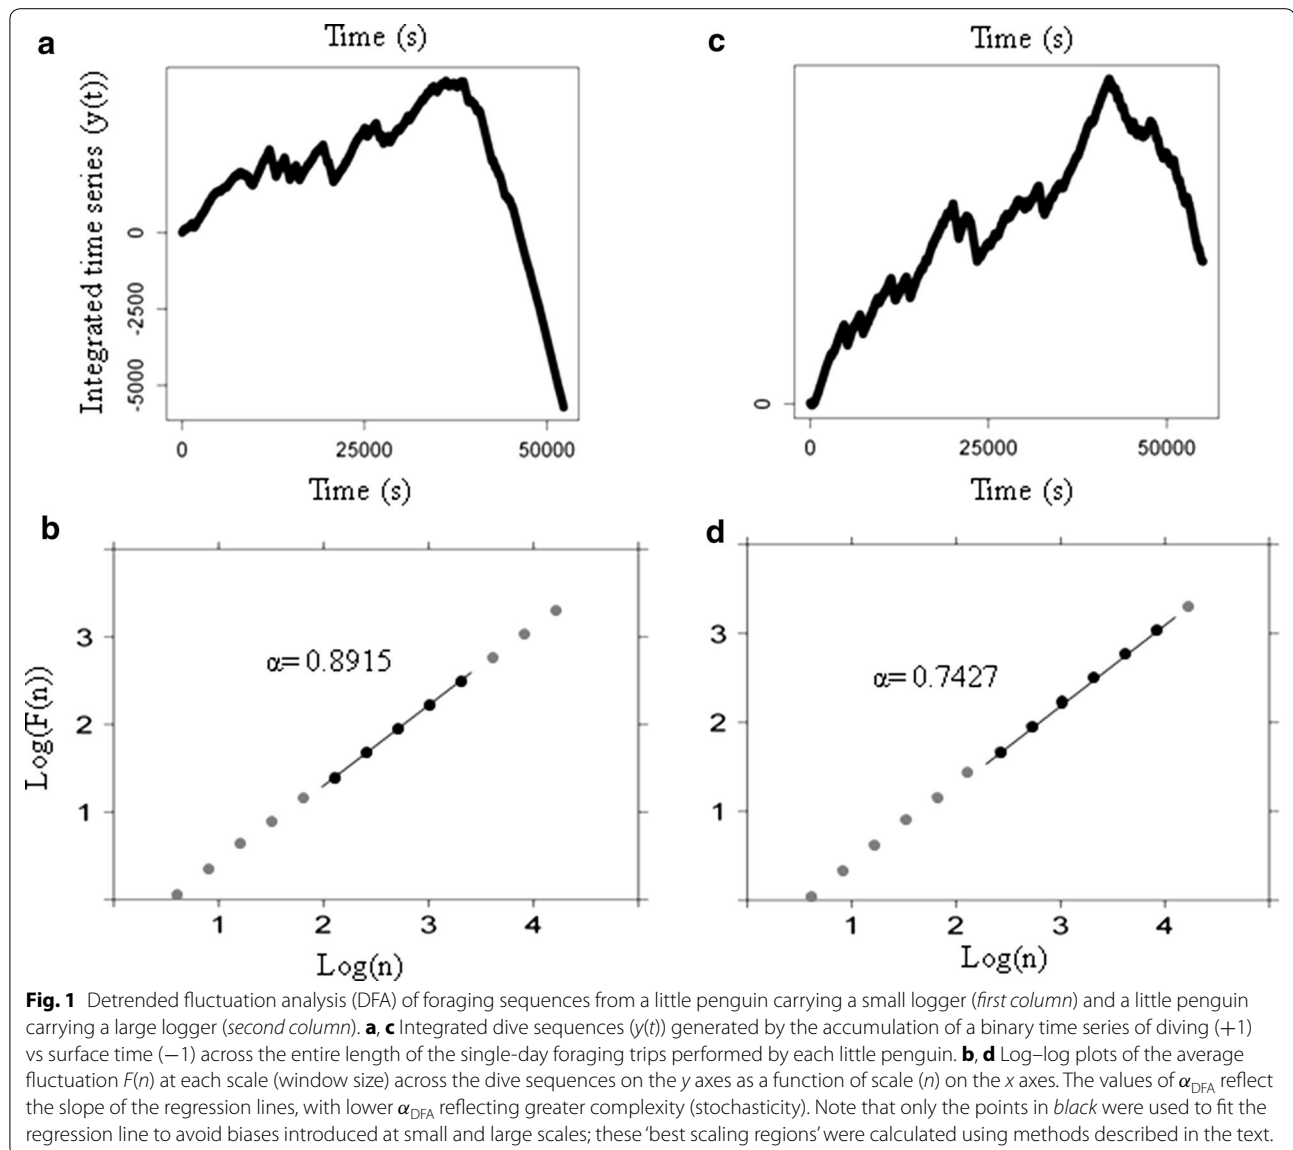 a
Time (s)
Integrated time series (y(t))
0
-2500
-5000
0 25000 50000
Time (s)
c
Time (s)
0
0 25000 50000
Time (s)
b
α= 0.8915
Log(F(n))
3
2
1
1 2 3 4
Log(n)
d
α= 0.7427
3
2
1
1 2 3 4
Log(n)
Fig. 1 Detrended fluctuation analysis (DFA) of foraging sequences from a little penguin carrying a small logger (first column) and a little penguin
carrying a large logger (second column). a, c Integrated dive sequences (y(t)) generated by the accumulation of a binary time series of diving (+1)
vs surface time (−1) across the entire length of the single-day foraging trips performed by each little penguin. b, d Log–log plots of the average
fluctuation F(n) at each scale (window size) across the dive sequences on the y axes as a function of scale (n) on the x axes. The values of αDFA reflect
the slope of the regression lines, with lower αDFA reflecting greater complexity (stochasticity). Note that only the points in black were used to fit the
regression line to avoid biases introduced at small and large scales; these ‘best scaling regions’ were calculated using methods described in the text.